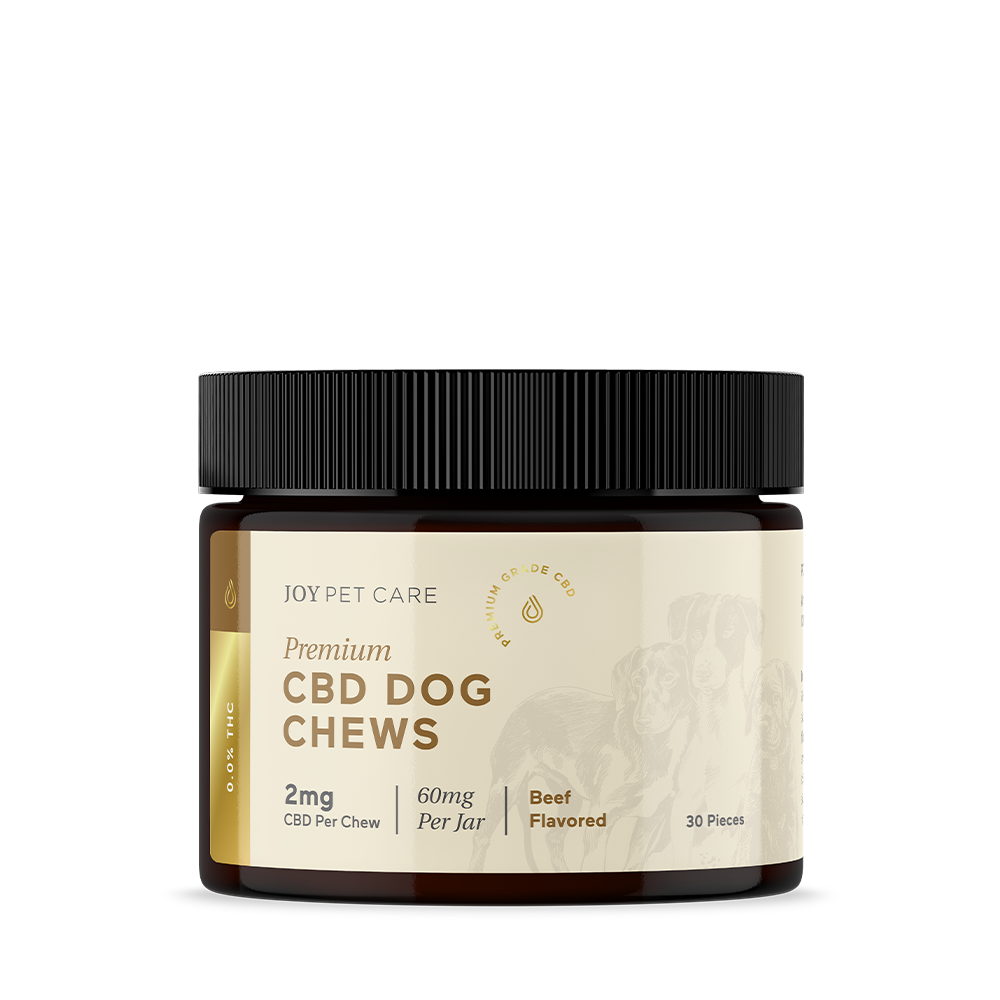 JOY PET CARE
PREMIUM GRADE CBD
Premium
CBD DOG
CHEWS
2mg
CBD Per Chew
60mg
Per Jar
Beef
Flavored
30 Pieces
0.0% THC